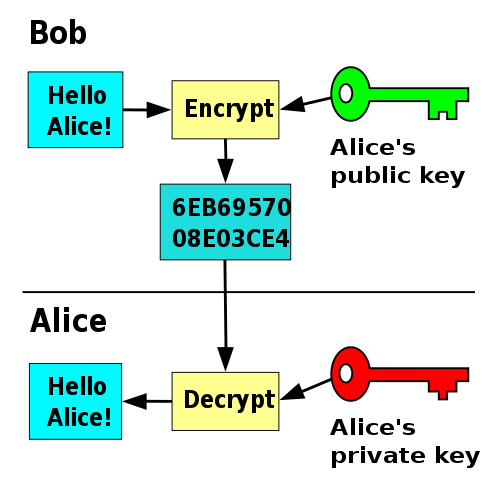 Bob
Hello
Alice!
Encrypt
Alice's
public key
6EB69570
08E03CE4
Alice
Hello
Alice!
Decrypt
Alice's
private key